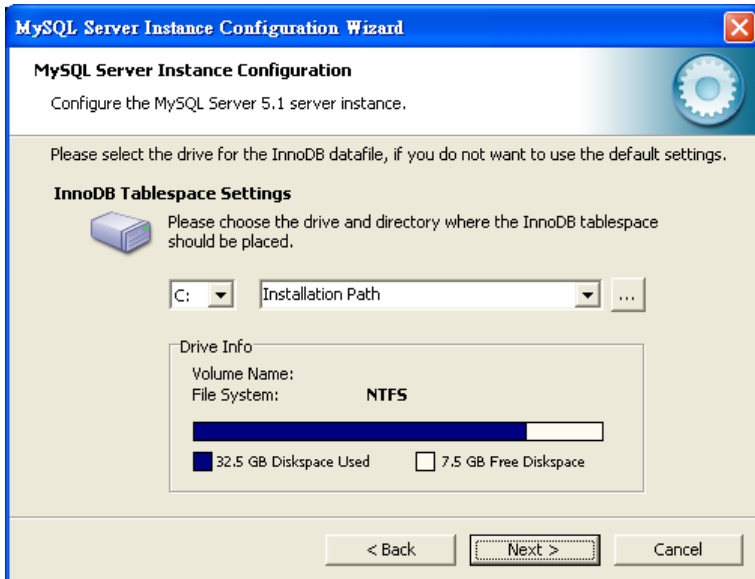 MySQL Server Instance Configuration Wizard
MySQL Server Instance Configuration
Configure the MySQL Server 5.1 server instance.
Please select the drive for the InnoDB datafile, if you do not want to use the default settings.
InnoDB Tablespace Settings
Please choose the drive and directory where the InnoDB tablespace
should be placed.
C: Installation Path ...
Drive Info
Volume Name:
File System: NTFS
32.5 GB Diskspace Used 7.5 GB Free Diskspace
< Back Next > Cancel